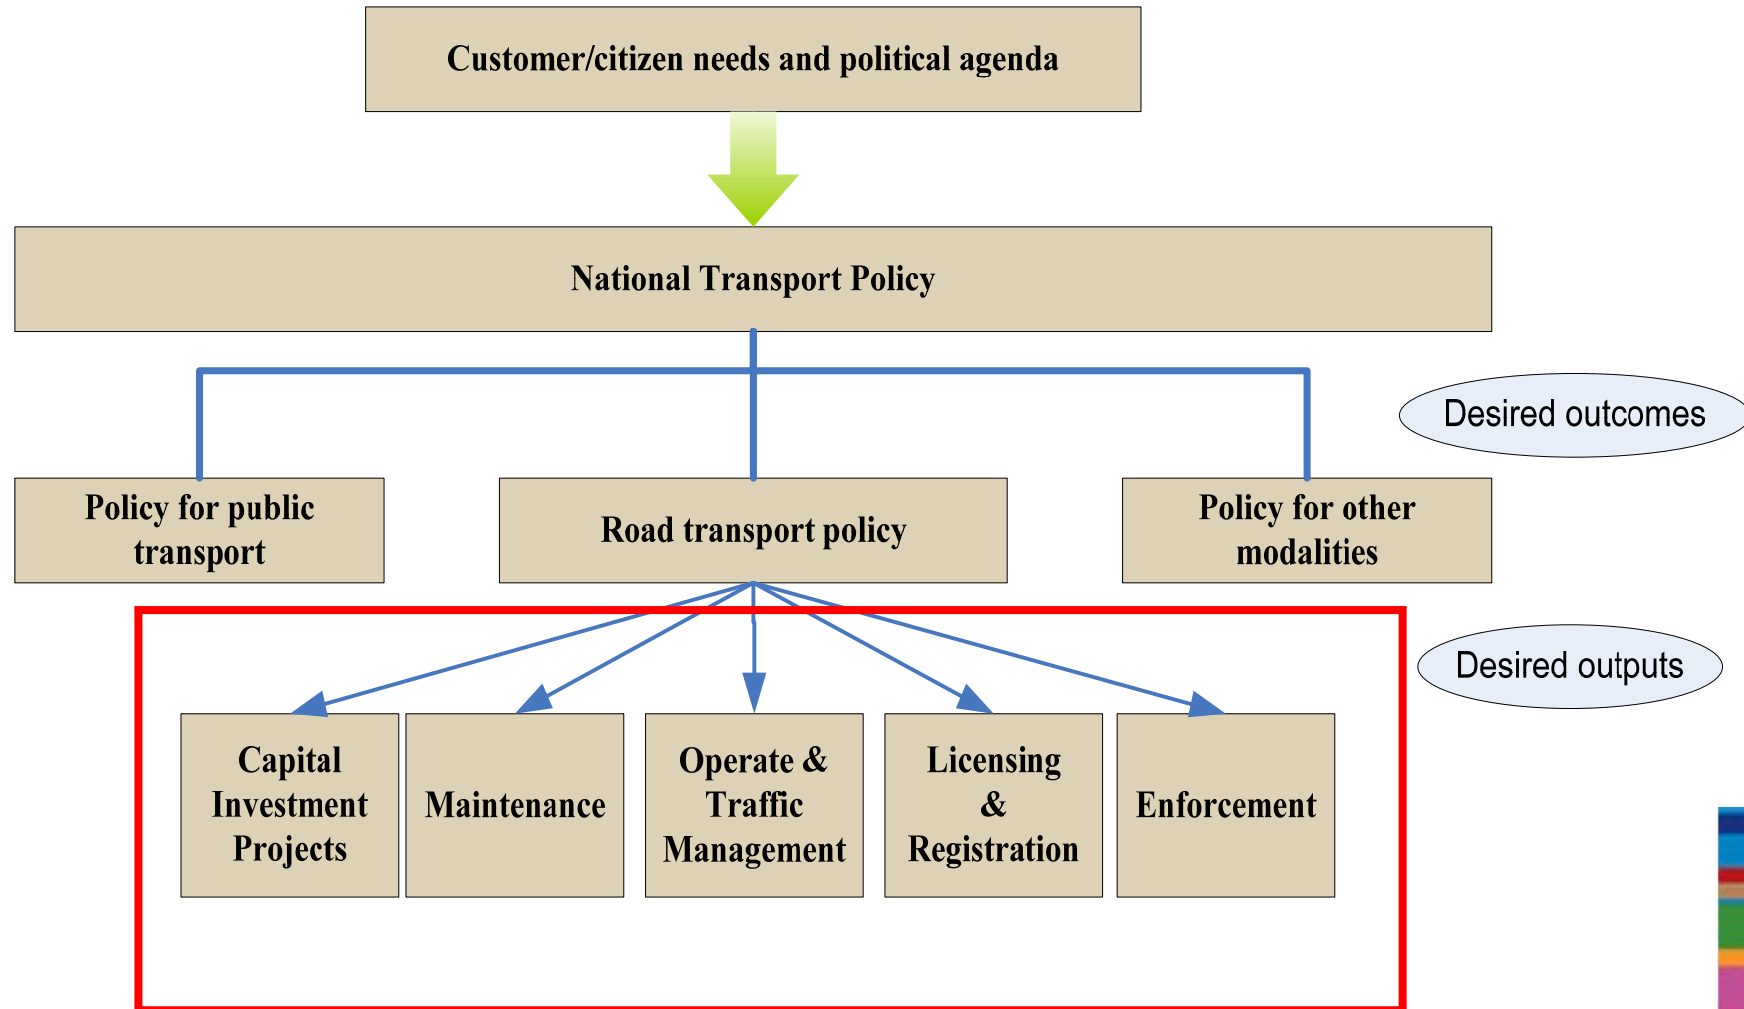 Customer/citizen needs and political agenda
National Transport Policy
Desired outcomes
Policy for public
transport
Road transport policy
Policy for other
modalities
Desired outputs
Capital
Investment
Projects
Maintenance
Operate &
Traffic
Management
Licensing
&
Registration
Enforcement